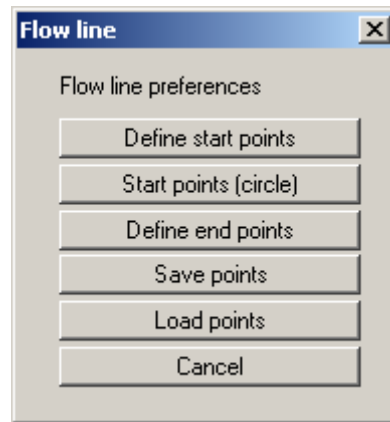 Flow line
Flow line preferences
Define start points
Start points (circle)
Define end points
Save points
Load points
Cancel